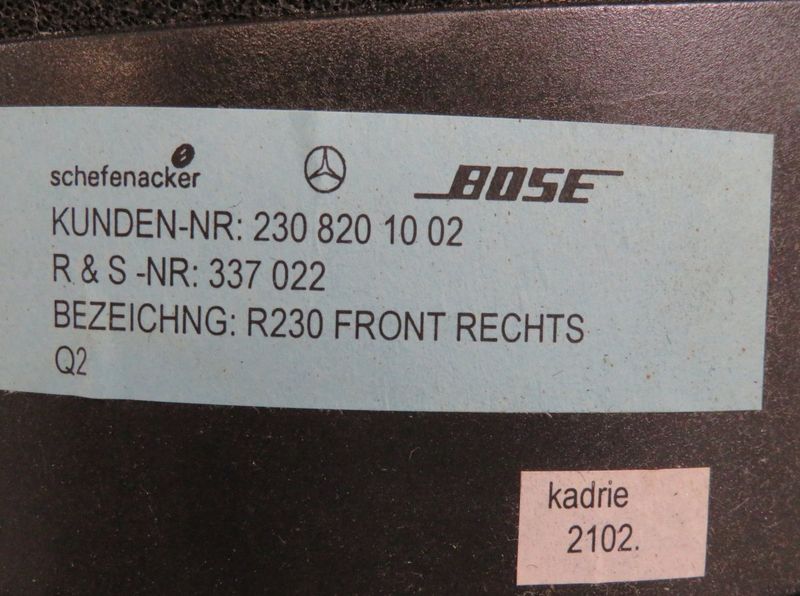 schefenacker BOSE
KUNDEN-NR: 230 820 10 02
R & S -NR: 337 022
BEZEICHNG: R230 FRONT RECHTS
Q2
kadrie
2102.